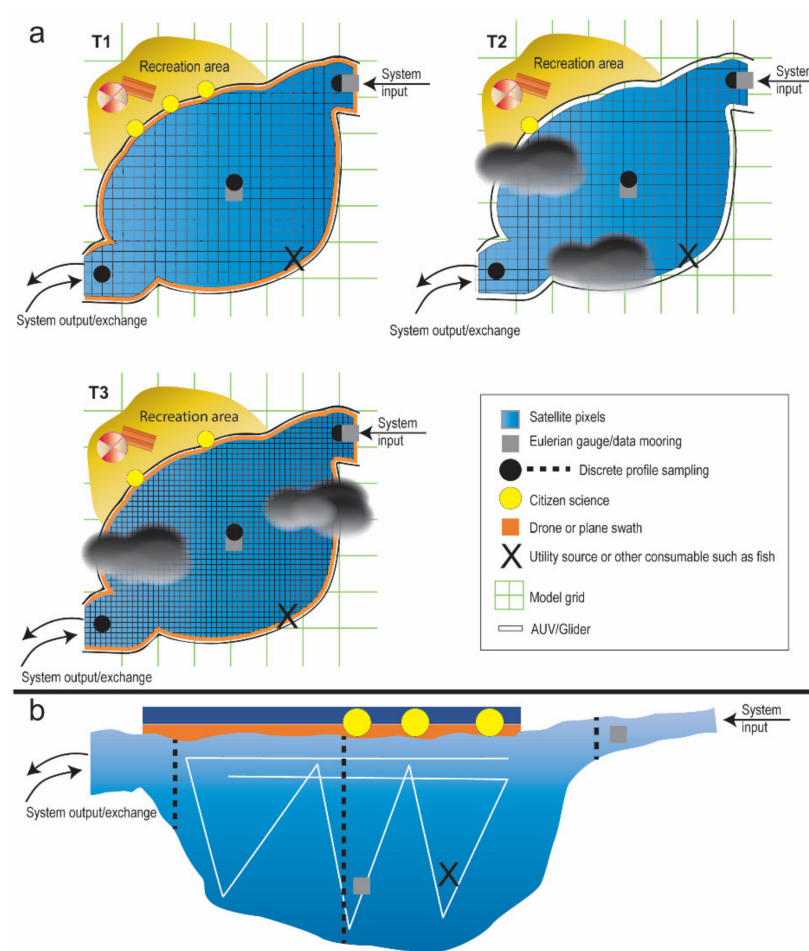 a
T1
Recreation area
System
input
System output/exchange
T2
Recreation area
System
input
System output/exchange
T3
Recreation area
System
input
System output/exchange
Satellite pixels
Eulerian gauge/data mooring
Discrete profile sampling
Citizen science
Drone or plane swath
X Utility source or other consumable such as fish
Model grid
AUV/Glider
X
X
X
b
System
input
System output/exchange
X